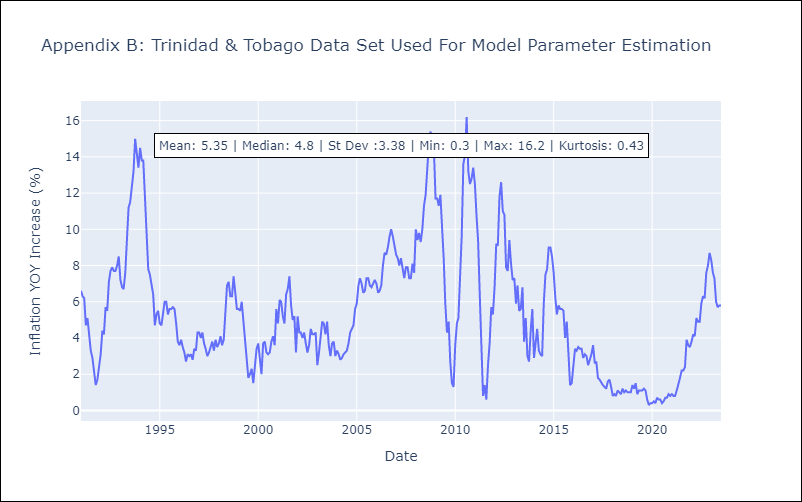 Appendix B: Trinidad & Tobago Data Set Used For Model Parameter Estimation
Mean: 5.35 | Median: 4.8 | St Dev :3.38 | Min: 0.3 | Max: 16.2 | Kurtosis: 0.43
Inflation YOY Increase (%)
16
14
12
10
8
6
4
2
0
1995 2000 2005 2010 2015 2020
Date